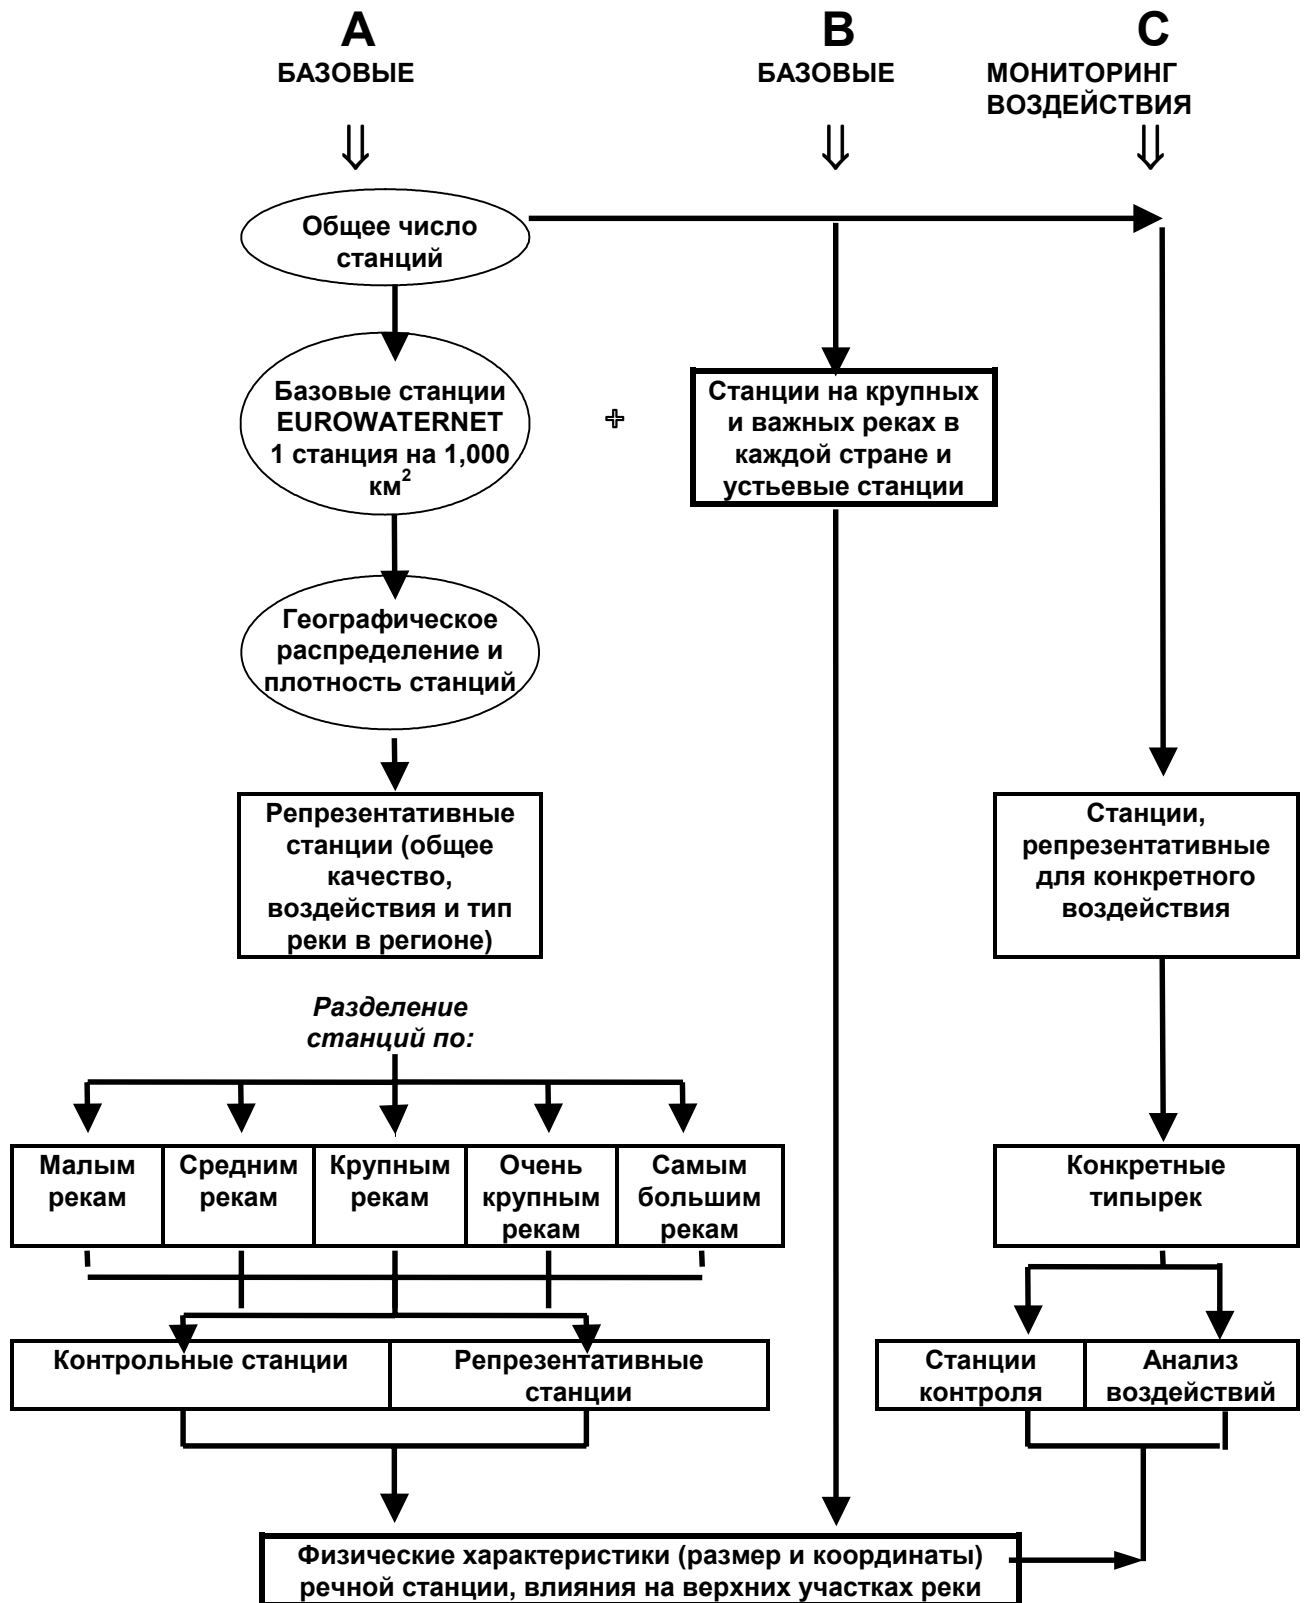 A
БАЗОВЫЕ
B
БАЗОВЫЕ
C
МОНИТОРИНГ
ВОЗДЕЙСТВИЯ
Общее число
станций
Базовые станции
EUROWATERNET
1 станция на 1,000
км²
Станции на крупных
и важных реках в
каждой стране и
устьевые станции
Географическое
распределение и
плотность станций
Репрезентативные
станции (общее
качество,
воздействия и тип
реки в регионе)
Станции,
репрезентативные
для конкретного
воздействия
Разделение
станций по:
Малым
рекам
Средним
рекам
Крупным
рекам
Очень
крупным
рекам
Самым
большим
рекам
Конкретные
типырек
Контрольные станции
Репрезентативные
станции
Станции
контроля
Анализ
воздействий
Физические характеристики (размер и координаты)
речной станции, влияния на верхних участках реки